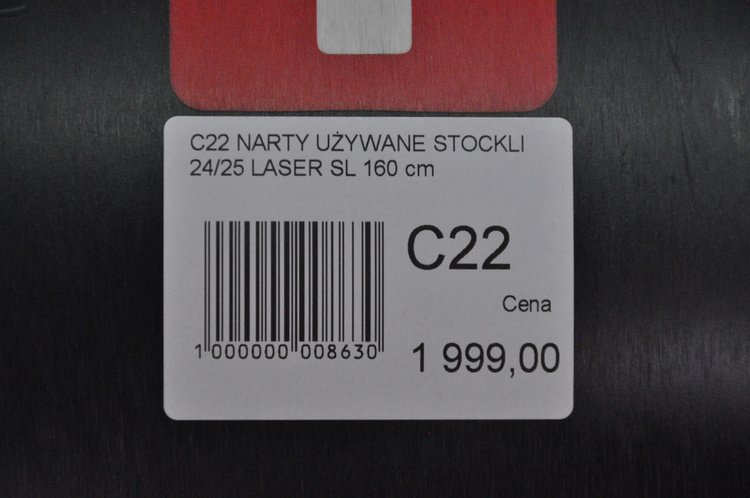 C22 NARTY UŻYWANE STOCKLI
24/25 LASER SL 160 cm
C22
Cena
1 000000 008630
1 999,00